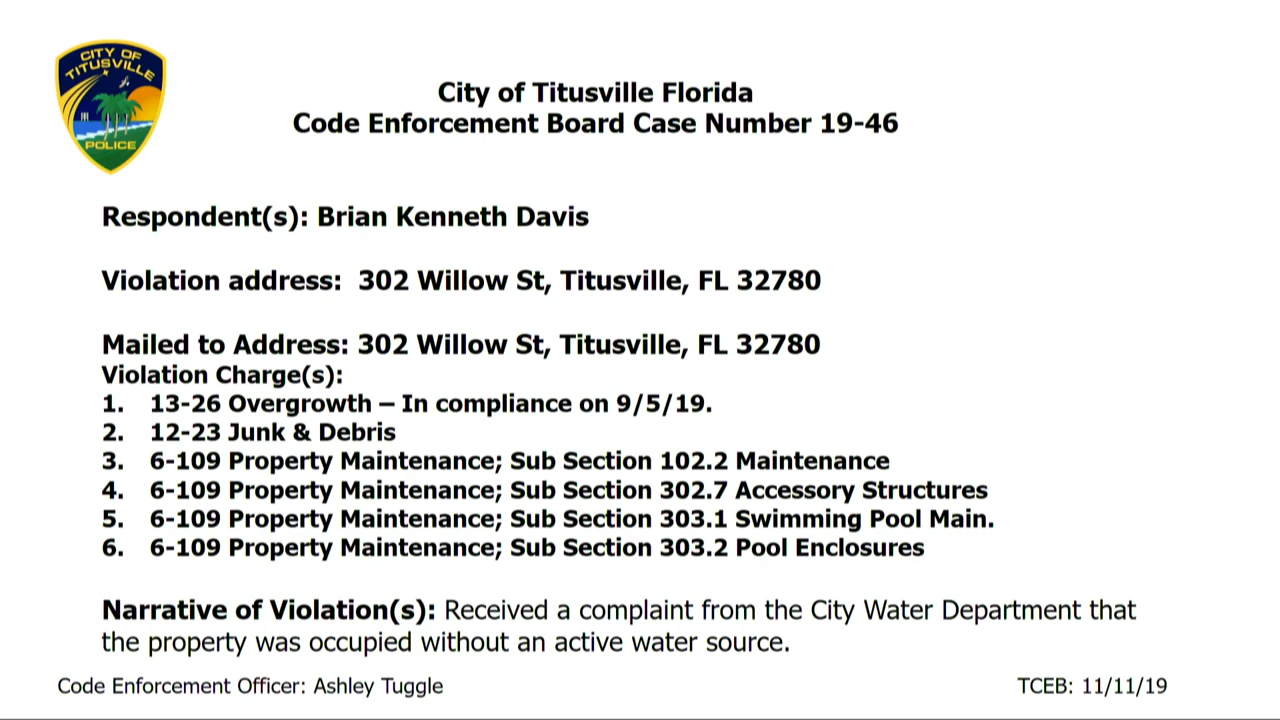 CITY OF
TITUSVILLE
POLICE
City of Titusville Florida
Code Enforcement Board Case Number 19-46
Respondent(s): Brian Kenneth Davis
Violation address:  302 Willow St, Titusville, FL 32780
Mailed to Address: 302 Willow St, Titusville, FL 32780
Violation Charge(s):
1. 13-26 Overgrowth – In compliance on 9/5/19.
2. 12-23 Junk & Debris
3. 6-109 Property Maintenance; Sub Section 102.2 Maintenance
4. 6-109 Property Maintenance; Sub Section 302.7 Accessory Structures
5. 6-109 Property Maintenance; Sub Section 303.1 Swimming Pool Main.
6. 6-109 Property Maintenance; Sub Section 303.2 Pool Enclosures
Narrative of Violation(s): Received a complaint from the City Water Department that
the property was occupied without an active water source.
Code Enforcement Officer: Ashley Tuggle
TCEB: 11/11/19